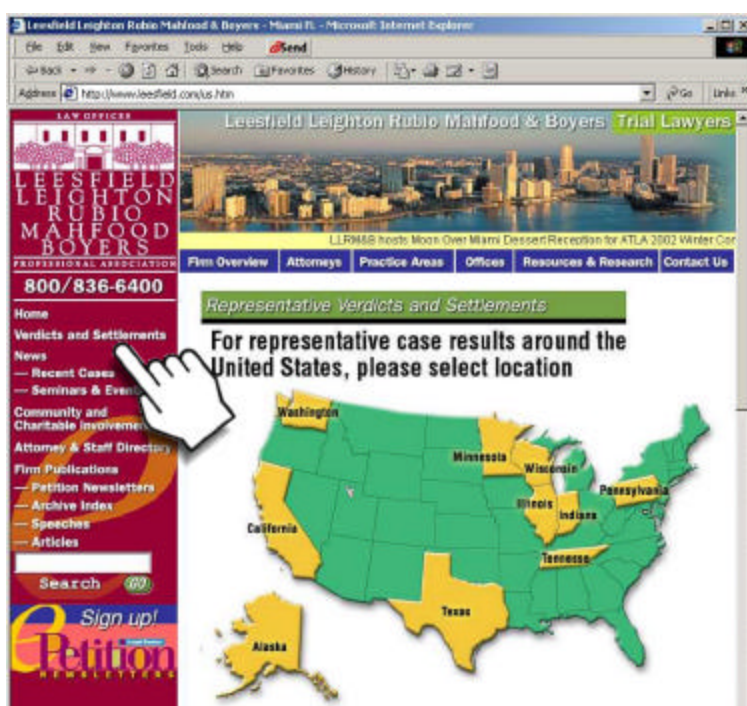 Leesfield Leighton Rubio Mahfood & Boyers - Miami FL - Microsoft Internet Explorer
File Edit View Favorites Tools Help Send
Back Search Favorites History
Address http://www.leesfield.com/us.htm Go Links
LAW OFFICES
LEESFIELD
LEIGHTON
RUBIO
MAHFOOD
BOYERS
PROFESSIONAL ASSOCIATION
800/836-6400
Home
Verdicts and Settlements
News
— Recent Cases
— Seminars &
Community and
Charitable
Attorney & Staff Directory
Firm Publications
— Petition Newsletters
— Archive Index
— Speeches
— Articles
Search GO
Sign up!
ePetition
NEWSLETTERS
Leesfield Leighton Rubio Mahfood & Boyers Trial Lawyers
LLRM&B hosts Moon Over Miami Dessert Reception for ATLA 2002 Winter Con
Firm Overview Attorneys Practice Areas Offices Resources & Research Contact Us
Representative Verdicts and Settlements
For representative case results around the
United States, please select location
Washington
Minnesota
Wisconsin
Pennsylvania
Illinois
Indiana
California
Tennessee
Texas
Alaska